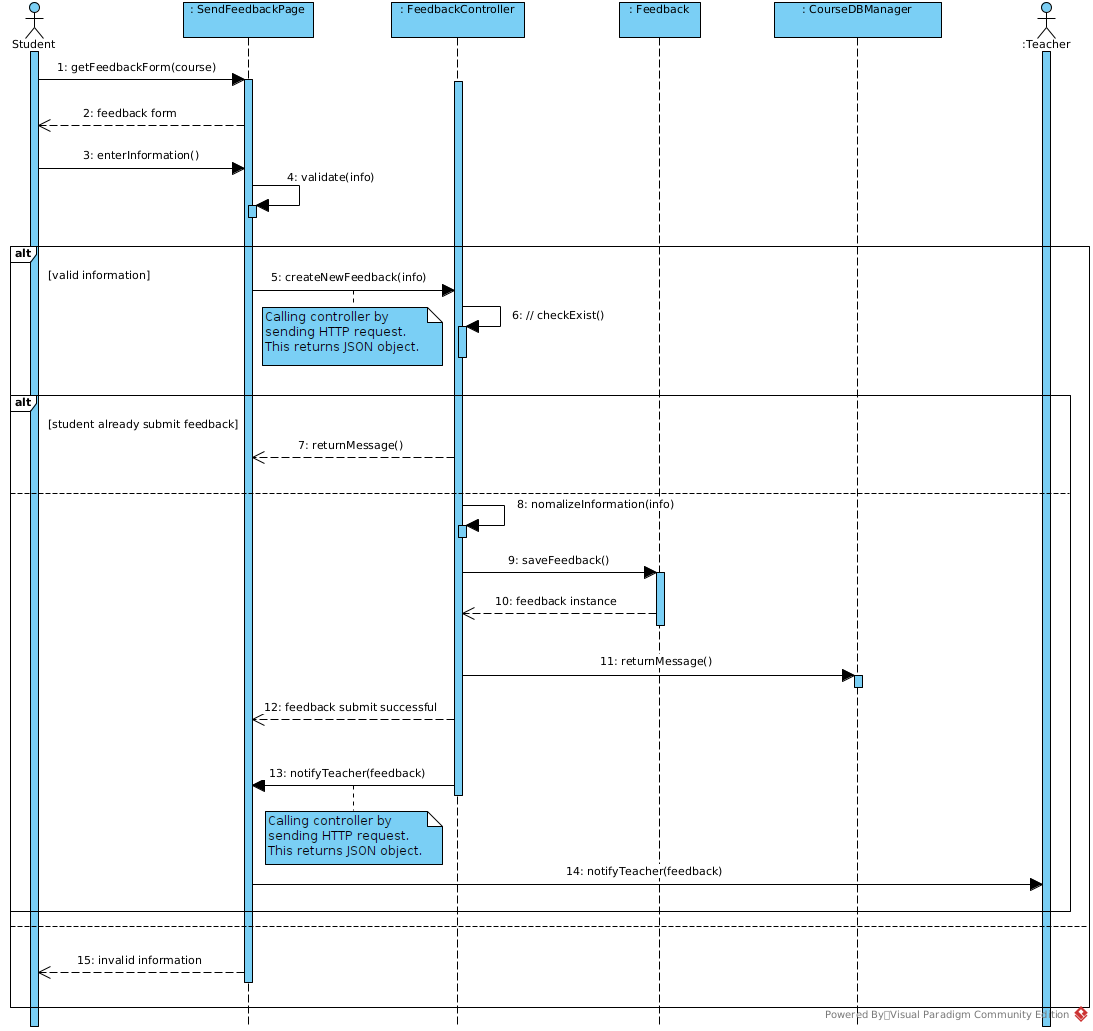 Student
: SendFeedbackPage
: FeedbackController
: Feedback
: CourseDBManager
:Teacher
1: getFeedbackForm(course)
2: feedback form
3: enterInformation()
4: validate(info)
alt
[valid information]
5: createNewFeedback(info)
Calling controller by
sending HTTP request.
This returns JSON object.
6: // checkExist()
alt
[student already submit feedback]
7: returnMessage()
8: nomalizeInformation(info)
9: saveFeedback()
10: feedback instance
11: returnMessage()
12: feedback submit successful
13: notifyTeacher(feedback)
Calling controller by
sending HTTP request.
This returns JSON object.
14: notifyTeacher(feedback)
15: invalid information
Powered By Visual Paradigm Community Edition